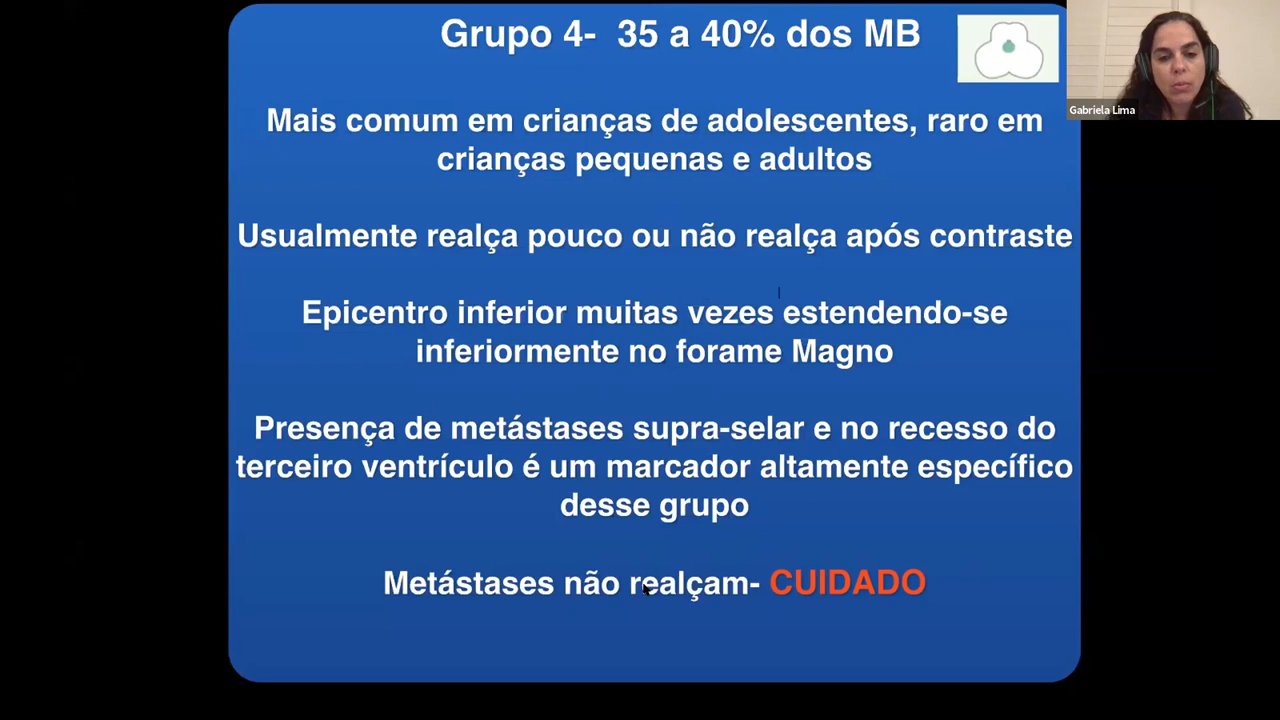 Grupo 4-  35 a 40% dos MB
Gabriela Lima
Mais comum em crianças de adolescentes, raro em
crianças pequenas e adultos
Usualmente realça pouco ou não realça após contraste
Epicentro inferior muitas vezes estendendo-se
inferiormente no forame Magno
Presença de metástases supra-selar e no recesso do
terceiro ventrículo é um marcador altamente específico
desse grupo
Metástases não realçam- CUIDADO